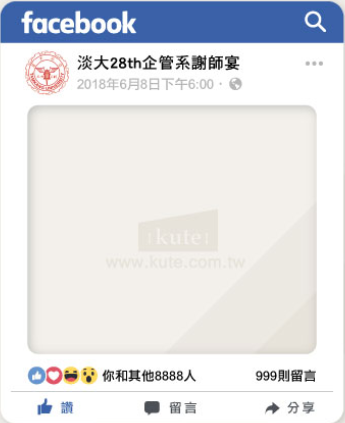 facebook
淡大28th企管系謝師宴
2018年6月8日下午6:00
kute
www.kute.com.tw
你和其他8888人
999則留言
讚
留言
分享